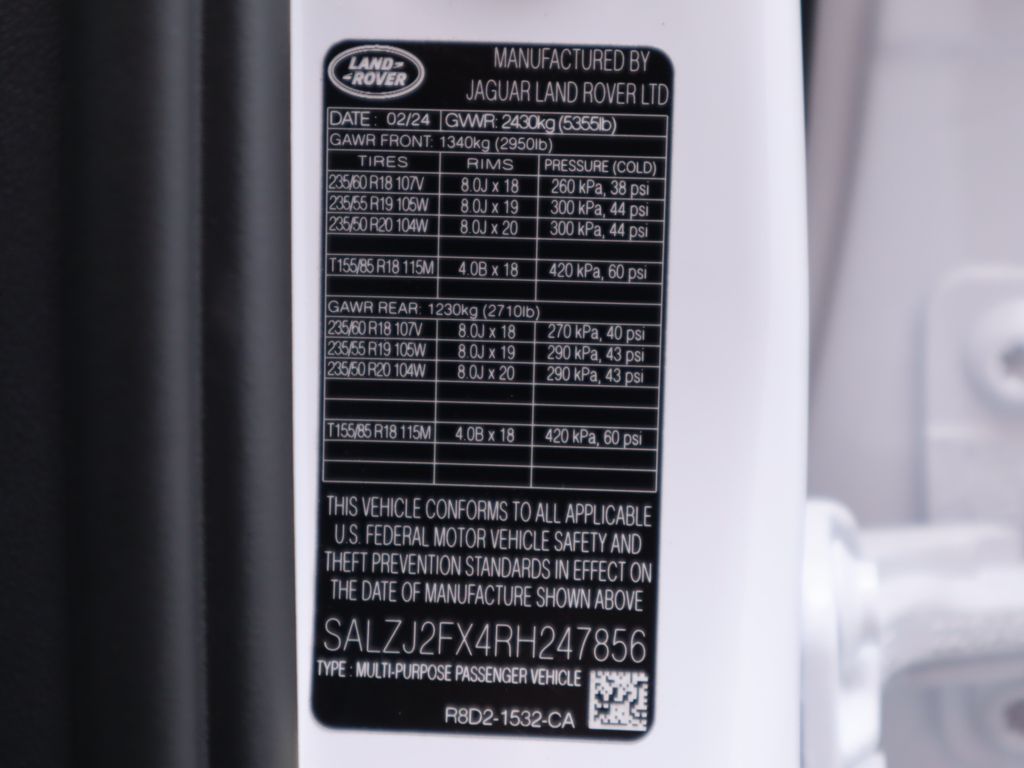 LAND
ROVER
MANUFACTURED BY
JAGUAR LAND ROVER LTD
DATE : 02/24 GVWR: 2430kg (5355lb)
GAWR FRONT: 1340kg (2950lb)
TIRES RIMS PRESSURE (COLD)
235/60 R18 107V 8.0J x 18 260 kPa, 38 psi
235/55 R19 105W 8.0J x 19 300 kPa, 44 psi
235/50 R20 104W 8.0J x 20 300 kPa, 44 psi
T155/85 R18 115M 4.0B x 18 420 kPa, 60 psi
GAWR REAR: 1230kg (2710lb)
235/60 R18 107V 8.0J x 18 270 kPa, 40 psi
235/55 R19 105W 8.0J x 19 290 kPa, 43 psi
235/50 R20 104W 8.0J x 20 290 kPa, 43 psi
T155/85 R18 115M 4.0B x 18 420 kPa, 60 psi
THIS VEHICLE CONFORMS TO ALL APPLICABLE
U.S. FEDERAL MOTOR VEHICLE SAFETY AND
THEFT PREVENTION STANDARDS IN EFFECT ON
THE DATE OF MANUFACTURE SHOWN ABOVE
SALZJ2FX4RH247856
TYPE : MULTI-PURPOSE PASSENGER VEHICLE
R8D2-1532-CA